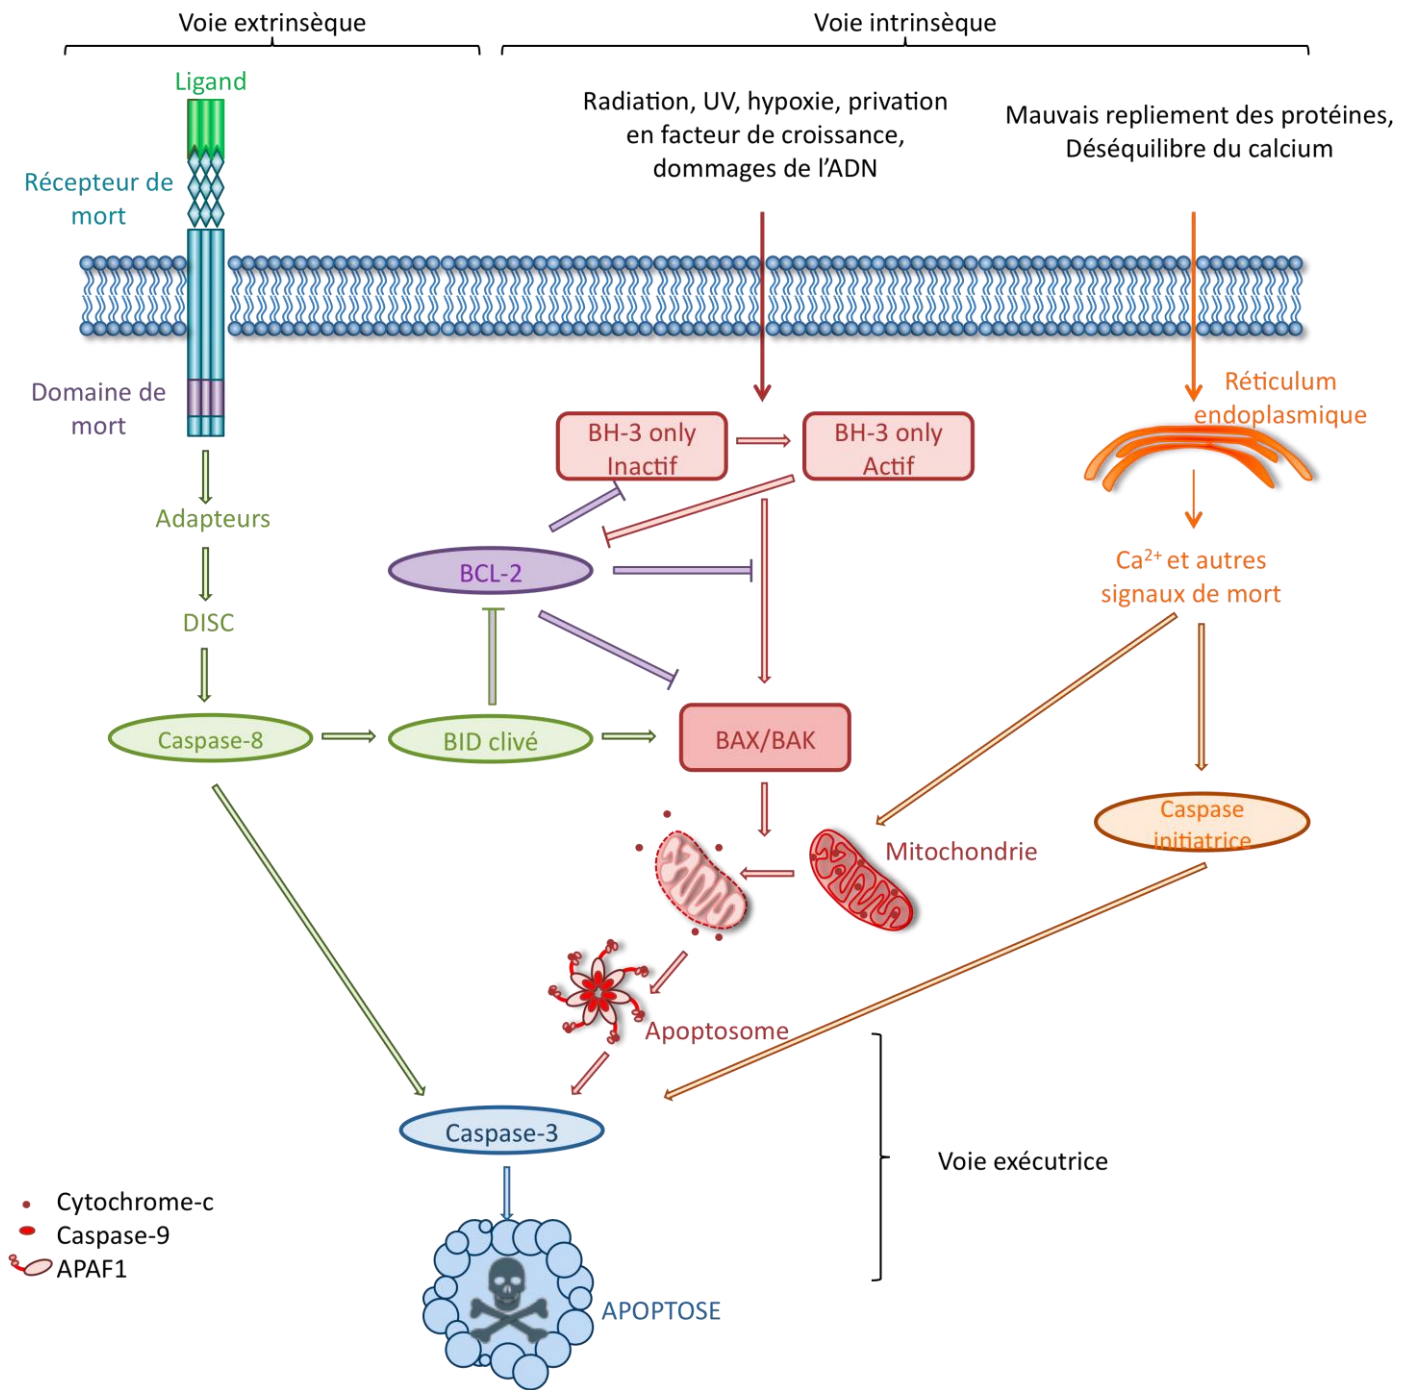 Voie extrinsèque
Voie intrinsèque
Ligand
Radiation, UV, hypoxie, privation
en facteur de croissance,
dommages de l'ADN
Mauvais repliement des protéines,
Déséquilibre du calcium
Récepteur de
mort
Domaine de
mort
Réticulum
endoplasmique
BH-3 only
Inactif
BH-3 only
Actif
Adapteurs
BCL-2
Ca²⁺ et autres
signaux de mort
DISC
Caspase-8
BID clivé
BAX/BAK
Caspase
initiatrice
Mitochondrie
Apoptosome
Caspase-3
Voie exécutrice
Cytochrome-c
Caspase-9
APAF1
APOPTOSE